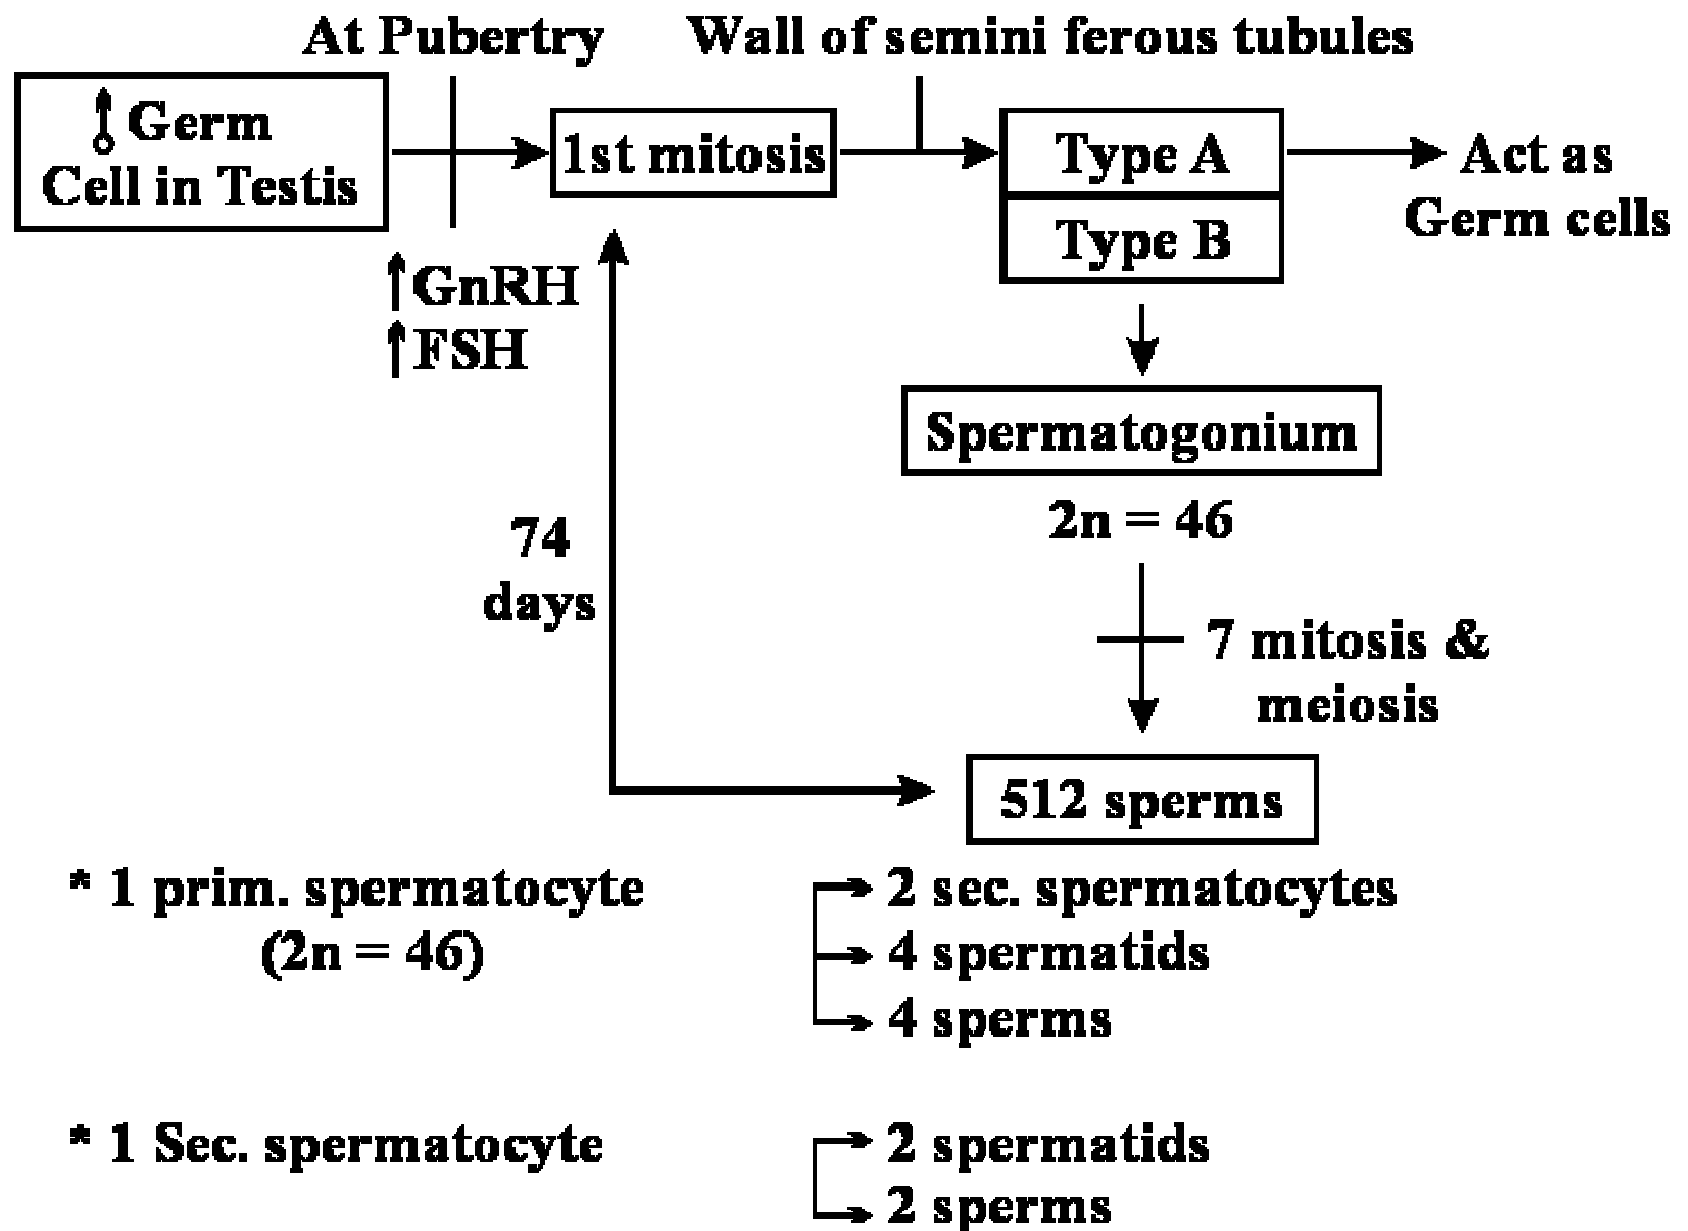 At Pubertry
Wall of semini ferous tubules
Germ
Cell in Testis
1st mitosis
Type A
Type B
Act as
Germ cells
↑GnRH
↑FSH
Spermatogonium
2n = 46
74
days
7 mitosis &
meiosis
512 sperms
* 1 prim. spermatocyte
(2n = 46)
2 sec. spermatocytes
4 spermatids
4 sperms
* 1 Sec. spermatocyte
2 spermatids
2 sperms